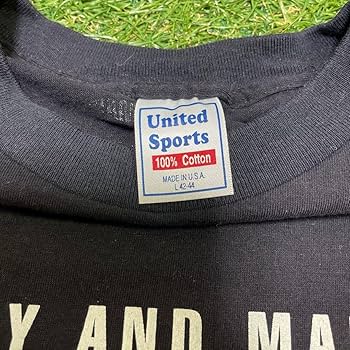 United
Sports
100% Cotton
MADE IN U.S.A.
L 42-44
Y AND MA